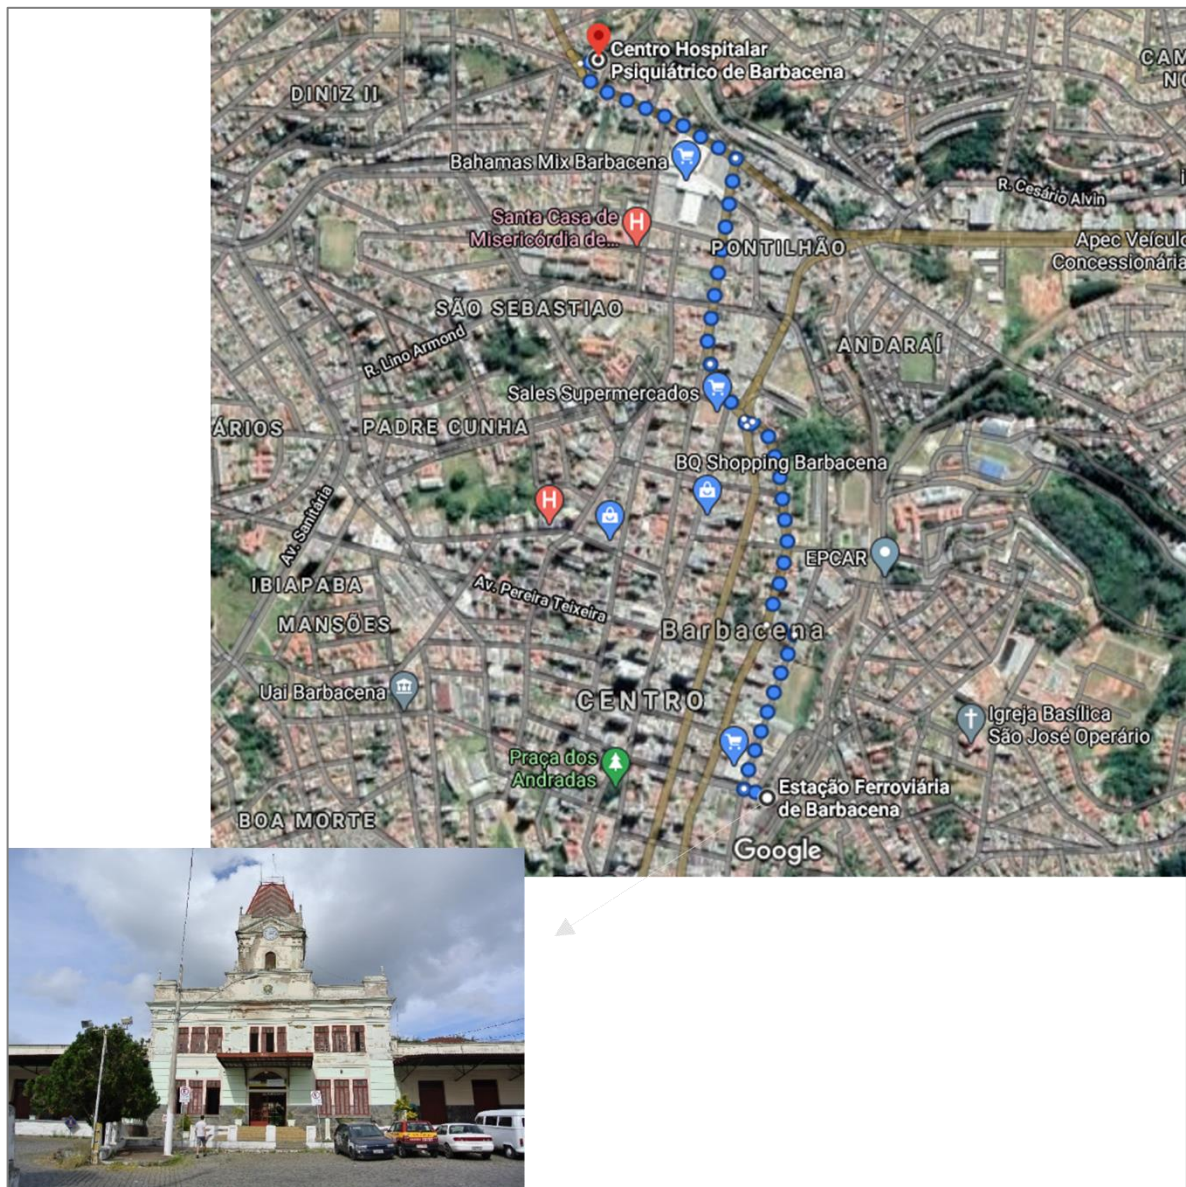 Centro Hospitalar
Psiquiátrico de Barbacena
CAM
NO
DINIZ II
Bahamas Mix Barbacena
R. Cesário Alvin
Santa Casa de
Misericórdia de...
PONTILHÃO
Apec Veículo
Concessionária
SÃO SEBASTIAO
R. Lino Armond
ANDARAÍ
Sales Supermercados
ÁRIOS
PADRE CUNHA
BQ Shopping Barbacena
H
H
Av. Sanitária
EPCAR
IBIAPABA
Av. Pereira Teixeira
MANSÕES
Barbacena
Uai Barbacena
CENTRO
Igreja Basílica
São José Operário
Praça dos
Andradas
Estação Ferroviária
de Barbacena
BOA MORTE
Google